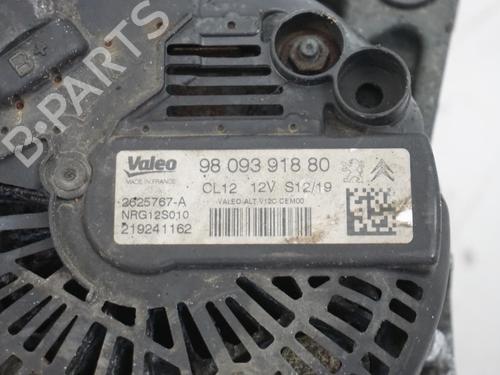 B+
B-PARTS
Valeo
MADE IN FRANCE
98 093 918 80
CL12 12V S12/19
VALEO ALT V12C CEM00
2625767-A
NRG12S010
219241162